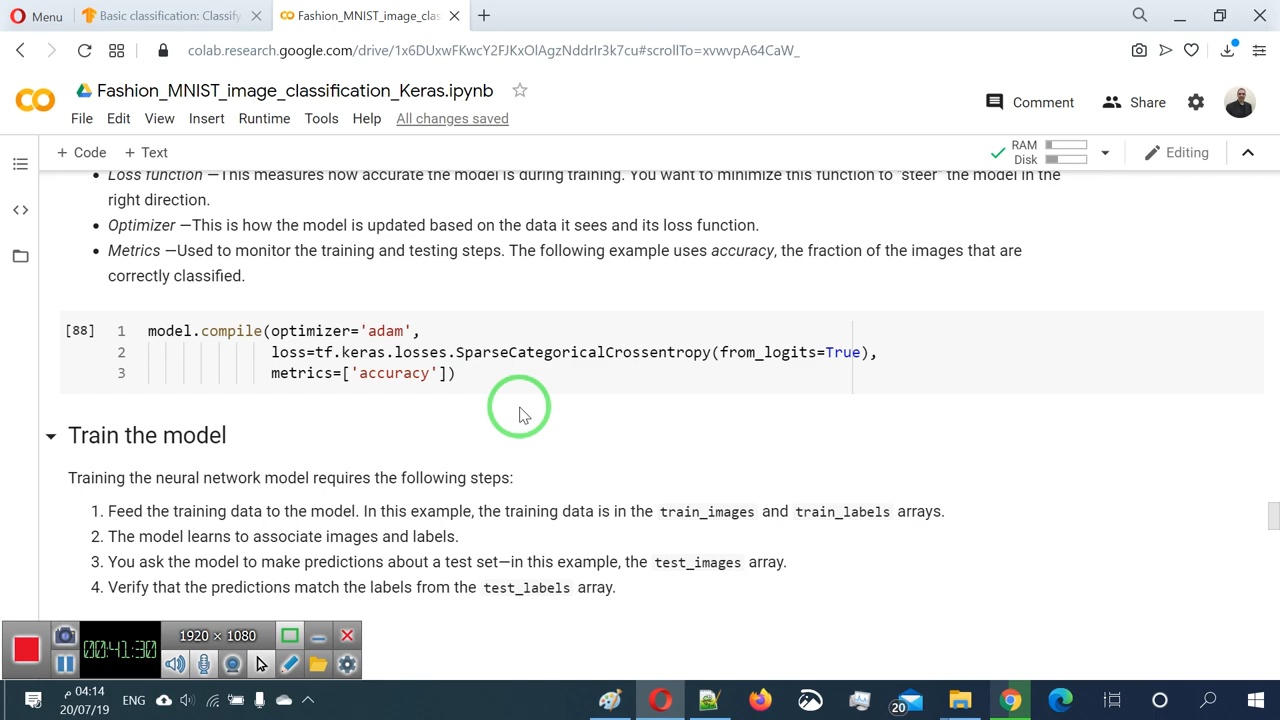 Menu
Basic classification: Classify
Fashion_MNIST_image_clas
colab.research.google.com/drive/1x6DUxwFKwcY2FJKxOlAgzNddrIr3k7cu#scrollTo=xvwvpA64CaW_
Fashion_MNIST_image_classification_Keras.ipynb
Comment
Share
File Edit View Insert Runtime Tools Help All changes saved
+ Code + Text
RAM
Disk
Editing
• Loss function —This measures how accurate the model is during training. You want to minimize this function to "steer" the model in the
right direction.
• Optimizer —This is how the model is updated based on the data it sees and its loss function.
• Metrics —Used to monitor the training and testing steps. The following example uses accuracy, the fraction of the images that are
correctly classified.
[88] 1 model.compile(optimizer='adam',
2 loss=tf.keras.losses.SparseCategoricalCrossentropy(from_logits=True),
3 metrics=['accuracy'])
Train the model
Training the neural network model requires the following steps:
1. Feed the training data to the model. In this example, the training data is in the train_images and train_labels arrays.
2. The model learns to associate images and labels.
3. You ask the model to make predictions about a test set—in this example, the test_images array.
4. Verify that the predictions match the labels from the test_labels array.
00:41:30
1920 × 1080
04:14 م
20/07/19
ENG
20